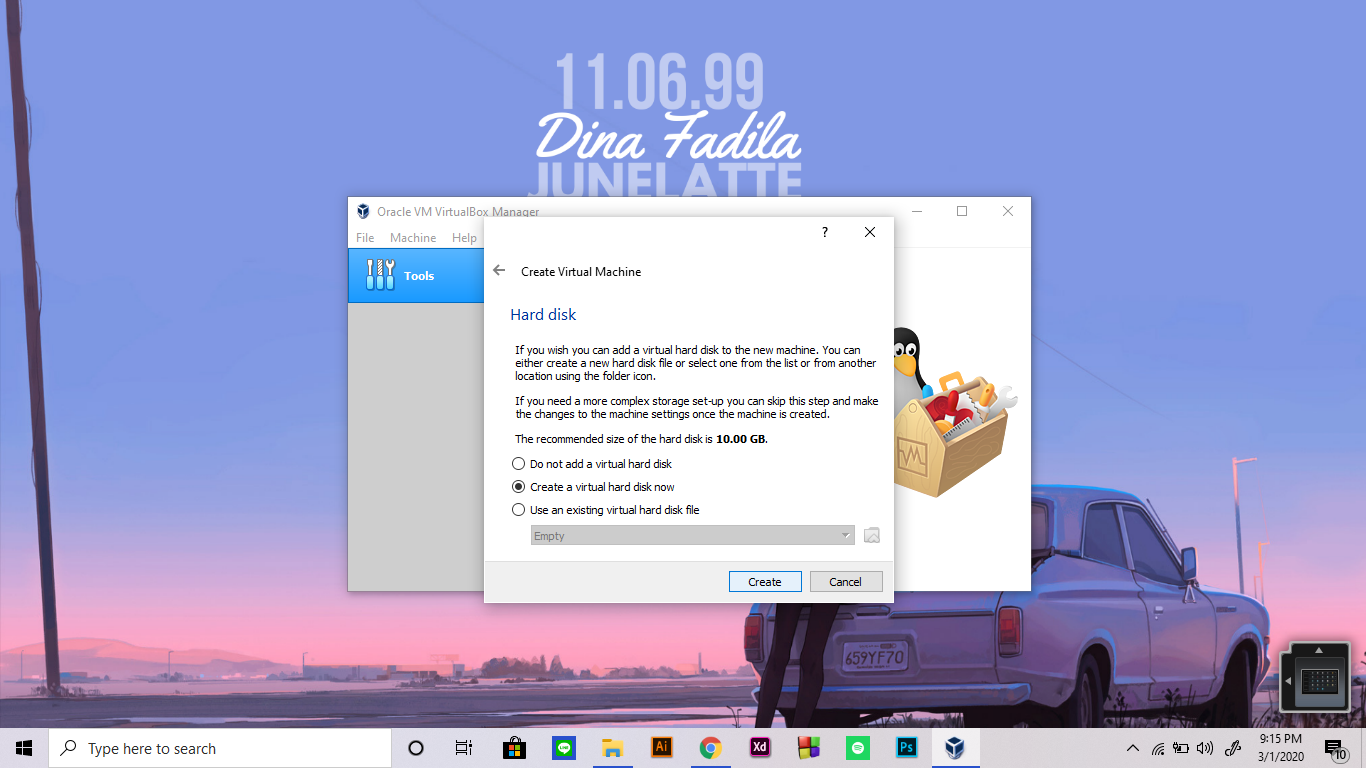 11.06.99
Dina Fadila
JUNELATTE
Oracle VM VirtualBox Manager
File Machine Help
?
Tools
Create Virtual Machine
Hard disk
If you wish you can add a virtual hard disk to the new machine. You can
either create a new hard disk file or select one from the list or from another
location using the folder icon.
If you need a more complex storage set-up you can skip this step and make
the changes to the machine settings once the machine is created.
The recommended size of the hard disk is 10.00 GB.
Do not add a virtual hard disk
Create a virtual hard disk now
Use an existing virtual hard disk file
Empty
Create Cancel
659YF70
Type here to search
LINE
Ai
Xd
Ps
9:15 PM
3/1/2020
10